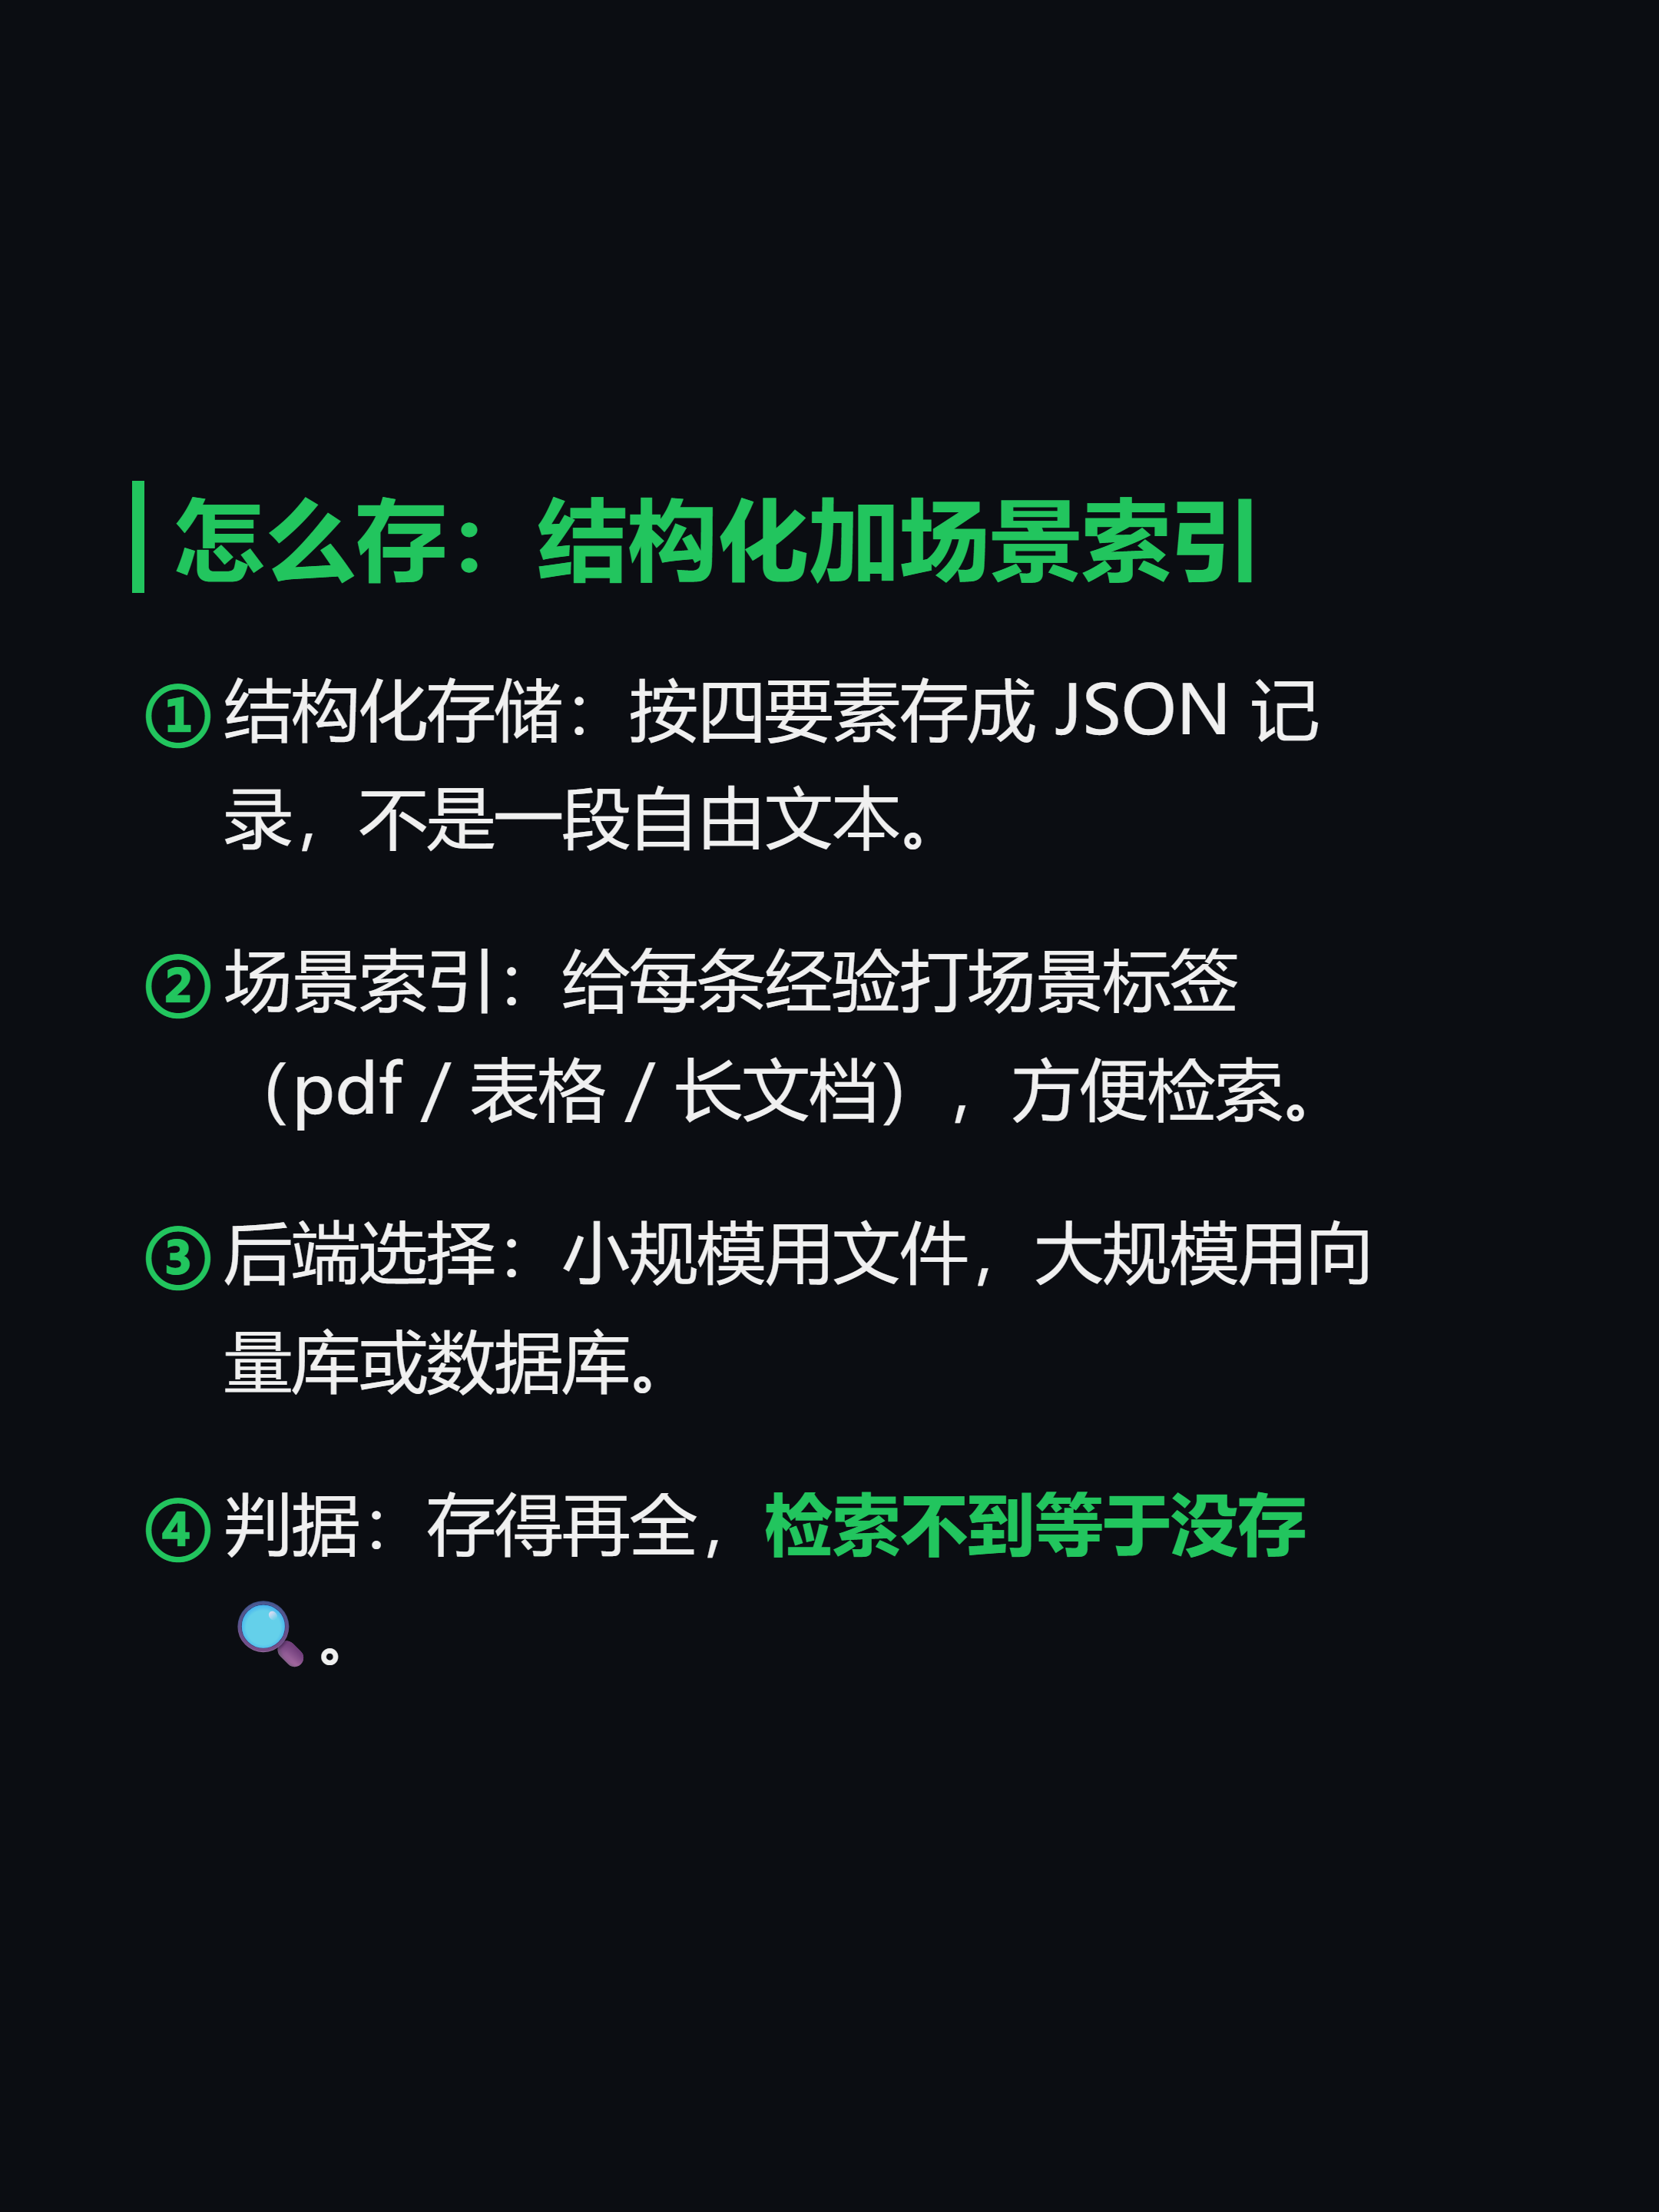 怎么存：结构化加场景索引
①结构化存储：按四要素存成 JSON 记
录，不是一段自由文本。
②场景索引：给每条经验打场景标签
（pdf / 表格 / 长文档），方便检索。
③后端选择：小规模用文件，大规模用向
量库或数据库。
④判据：存得再全，检索不到等于没存
🔍。